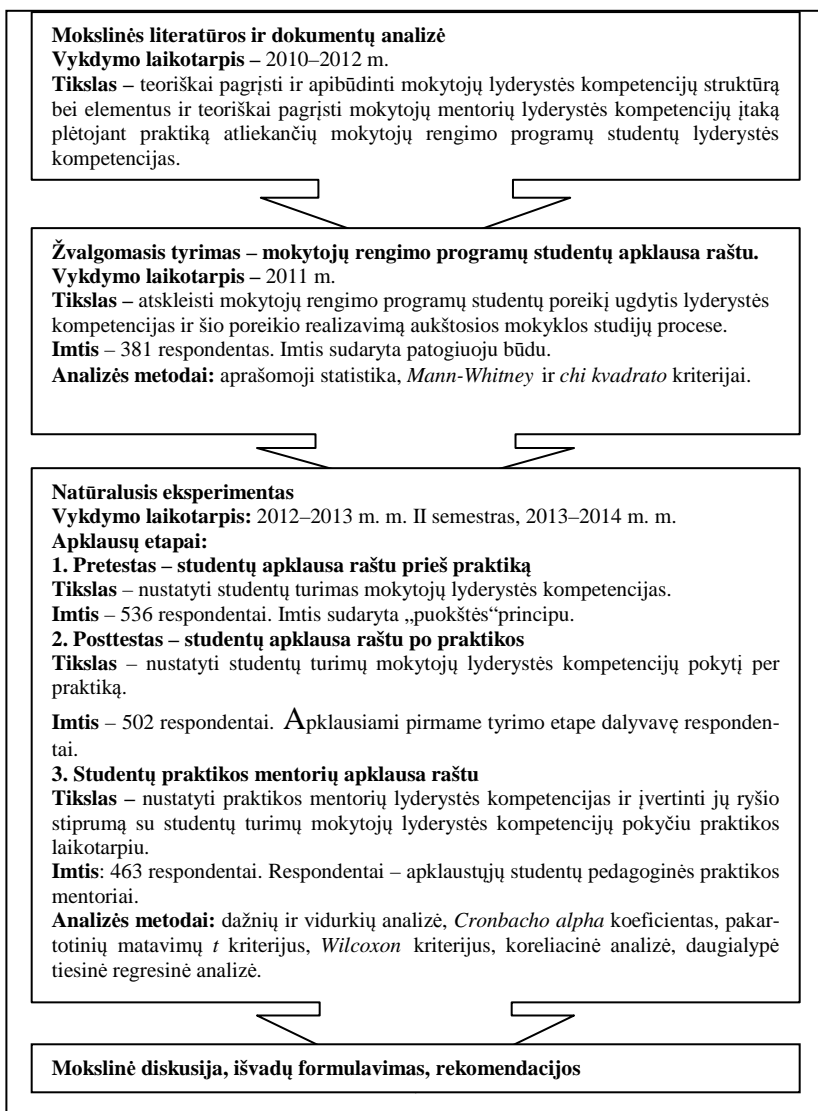 Mokslinės literatūros ir dokumentų analizė
Vykdymo laikotarpis – 2010–2012 m.
Tikslas – teoriškai pagrįsti ir apibūdinti mokytojų lyderystės kompetencijų struktūrą
bei elementus ir teoriškai pagrįsti mokytojų mentorių lyderystės kompetencijų įtaką
plėtojant praktiką atliekančių mokytojų rengimo programų studentų lyderystės
kompetencijas.
Žvalgomasis tyrimas – mokytojų rengimo programų studentų apklausa raštu.
Vykdymo laikotarpis – 2011 m.
Tikslas – atskleisti mokytojų rengimo programų studentų poreikį ugdytis lyderystės
kompetencijas ir šio poreikio realizavimą aukštosios mokyklos studijų procese.
Imtis – 381 respondentas. Imtis sudaryta patogiuoju būdu.
Analizės metodai: aprašomoji statistika, Mann-Whitney ir chi kvadrato kriterijai.
Natūralusis eksperimentas
Vykdymo laikotarpis: 2012–2013 m. m. II semestras, 2013–2014 m. m.
Apklausų etapai:
1. Pretestas – studentų apklausa raštu prieš praktiką
Tikslas – nustatyti studentų turimas mokytojų lyderystės kompetencijas.
Imtis – 536 respondentai. Imtis sudaryta „puokštės“principu.
2. Posttestas – studentų apklausa raštu po praktikos
Tikslas – nustatyti studentų turimų mokytojų lyderystės kompetencijų pokytį per
praktiką.
Imtis – 502 respondentai. Apklausiami pirmame tyrimo etape dalyvavę responden-
tai.
3. Studentų praktikos mentorių apklausa raštu
Tikslas – nustatyti praktikos mentorių lyderystės kompetencijas ir įvertinti jų ryšio
stiprumą su studentų turimų mokytojų lyderystės kompetencijų pokyčiu praktikos
laikotarpiu.
Imtis: 463 respondentai. Respondentai – apklaustųjų studentų pedagoginės praktikos
mentoriai.
Analizės metodai: dažnių ir vidurkių analizė, Cronbacho alpha koeficientas, pakar-
totinių matavimų t kriterijus, Wilcoxon kriterijus, koreliacinė analizė, daugialypė
tiesinė regresinė analizė.
Mokslinė diskusija, išvadų formulavimas, rekomendacijos